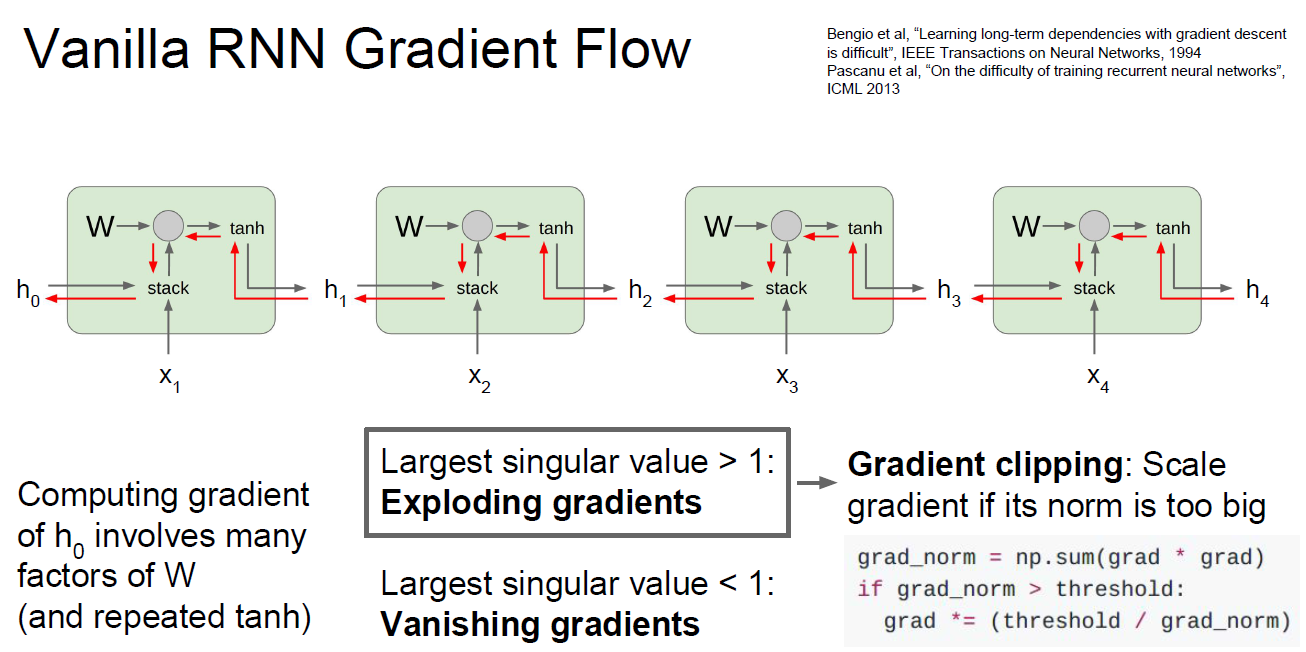 Vanilla RNN Gradient Flow
Bengio et al, “Learning long-term dependencies with gradient descent
is difficult”, IEEE Transactions on Neural Networks, 1994
Pascanu et al, “On the difficulty of training recurrent neural networks”,
ICML 2013
W tanh W tanh W tanh W tanh
h0 stack h1 stack h2 stack h3 stack h4
x1 x2 x3 x4
Computing gradient
of h0 involves many
factors of W
(and repeated tanh)
Largest singular value > 1:
Exploding gradients
Largest singular value < 1:
Vanishing gradients
Gradient clipping: Scale
gradient if its norm is too big
grad_norm = np.sum(grad * grad)
if grad_norm > threshold:
grad *= (threshold / grad_norm)